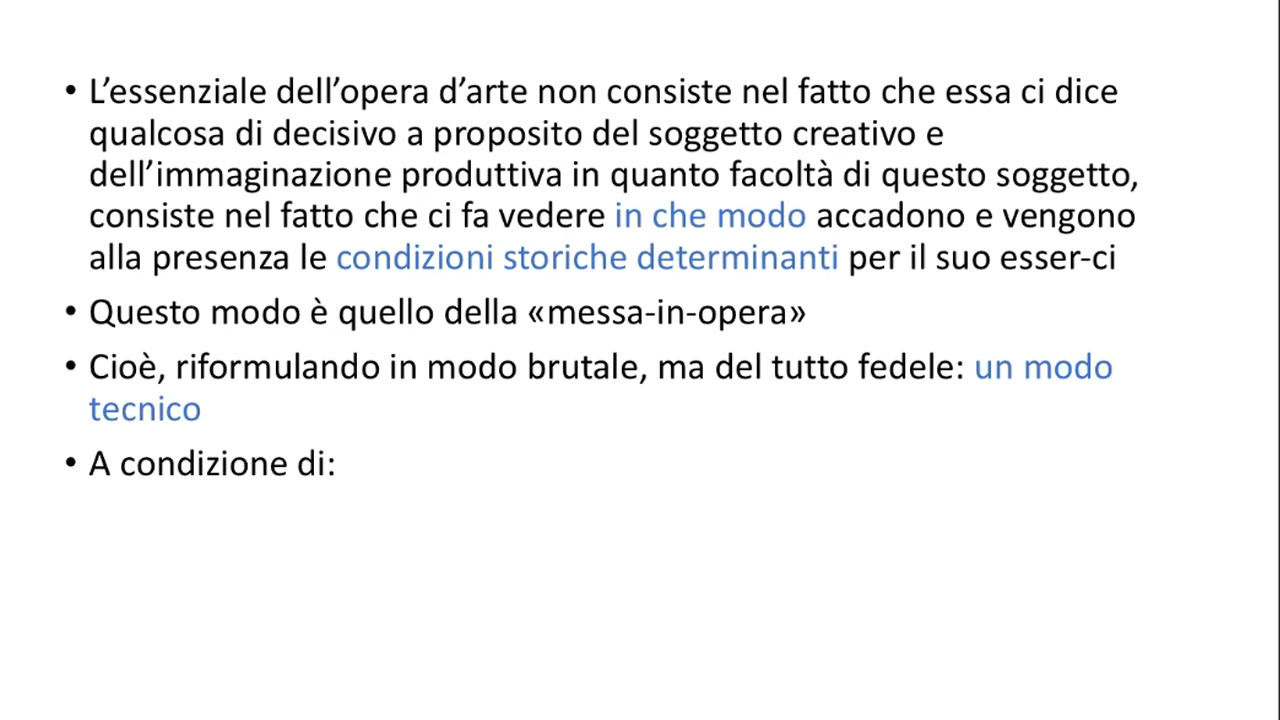 • L’essenziale dell’opera d’arte non consiste nel fatto che essa ci dice
qualcosa di decisivo a proposito del soggetto creativo e
dell’immaginazione produttiva in quanto facoltà di questo soggetto,
consiste nel fatto che ci fa vedere in che modo accadono e vengono
alla presenza le condizioni storiche determinanti per il suo esser-ci
• Questo modo è quello della «messa-in-opera»
• Cioè, riformulando in modo brutale, ma del tutto fedele: un modo
tecnico
• A condizione di: